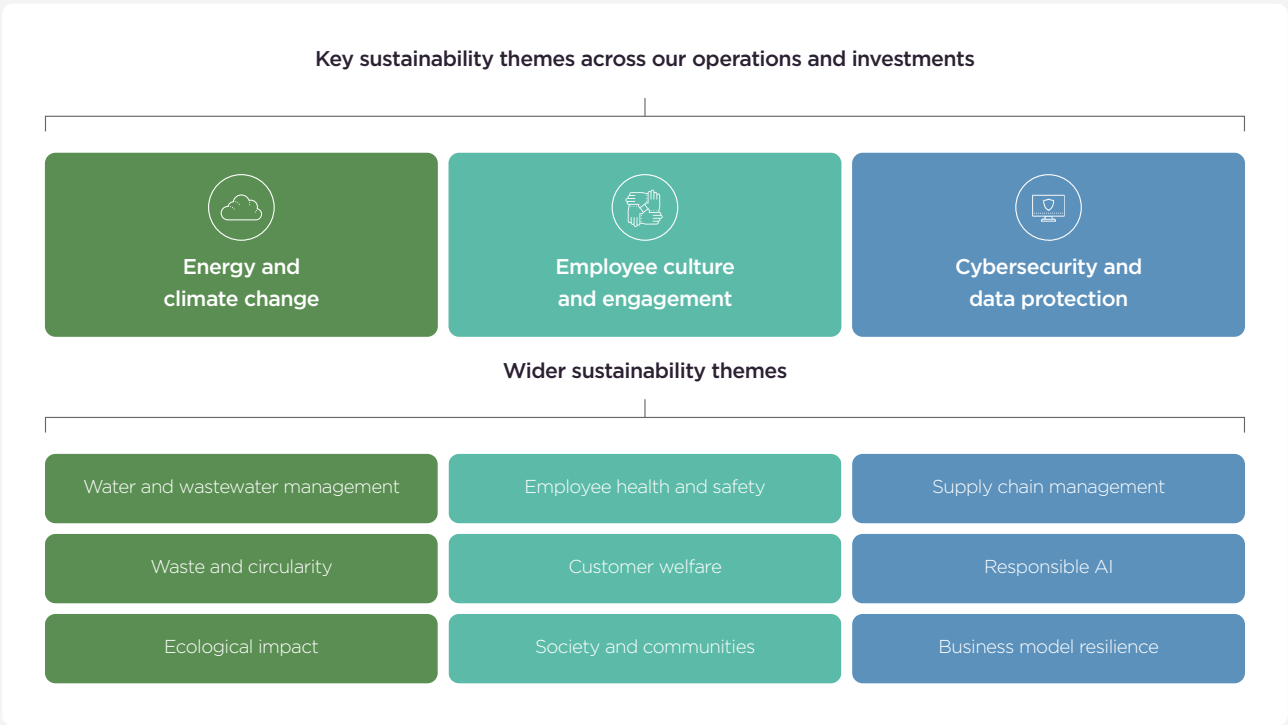 Key sustainability themes across our operations and investments
Energy and
climate change
Employee culture
and engagement
Cybersecurity and
data protection
Wider sustainability themes
Water and wastewater management
Employee health and safety
Supply chain management
Waste and circularity
Customer welfare
Responsible AI
Ecological impact
Society and communities
Business model resilience